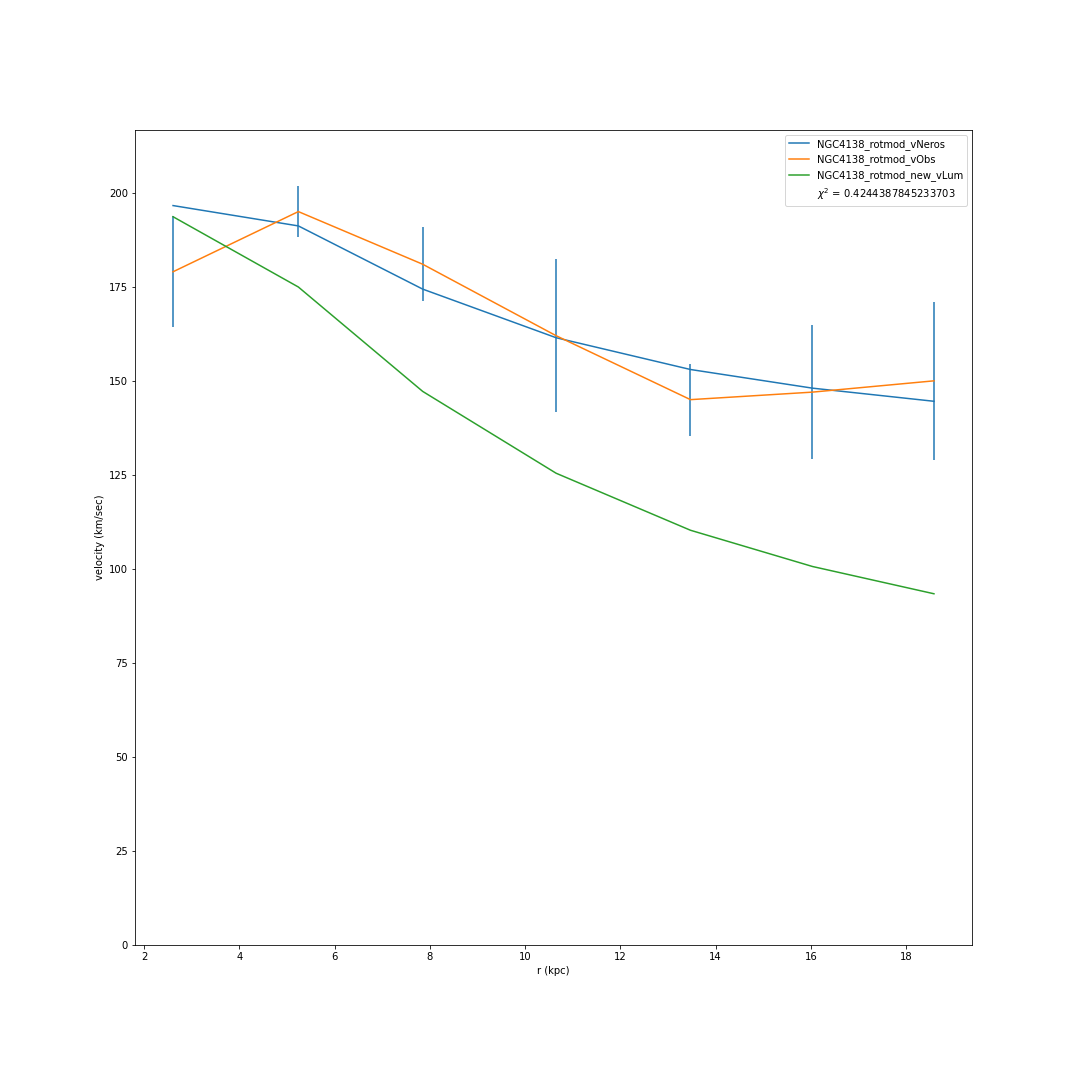 NGC4138_rotmod_vNeros
NGC4138_rotmod_vObs
NGC4138_rotmod_new_vLum
χ² = 0.4244387845233703
200
175
150
125
100
75
50
25
0
velocity (km/sec)
2 4 6 8 10 12 14 16 18
r (kpc)